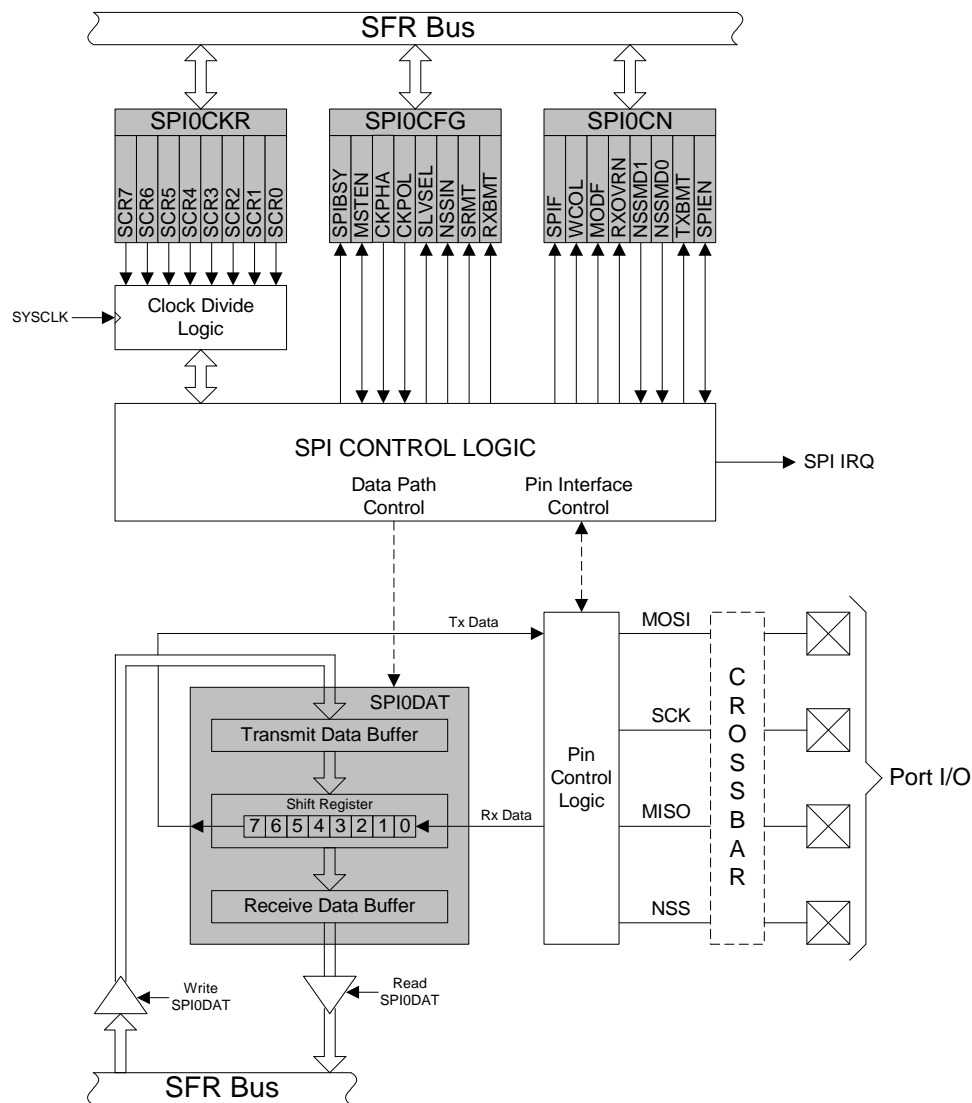 SFR Bus
SPI0CKR
SCR7
SCR6
SCR5
SCR4
SCR3
SCR2
SCR1
SCR0
SPI0CFG
SPIBSY
MSTEN
CKPHA
CKPOL
SLVSEL
NSSIN
SRMT
RXBMT
SPI0CN
SPIF
WCOL
MODF
RXOVRN
NSSMD1
NSSMD0
TXBMT
SPIEN
SYSCLK
Clock Divide
Logic
SPI CONTROL LOGIC
Data Path
Control
Pin Interface
Control
SPI IRQ
Tx Data
SPI0DAT
Transmit Data Buffer
Shift Register
7 6 5 4 3 2 1 0
Rx Data
Receive Data Buffer
Pin
Control
Logic
MOSI
SCK
MISO
NSS
CROSSBAR
Port I/O
Write
SPI0DAT
Read
SPI0DAT
SFR Bus